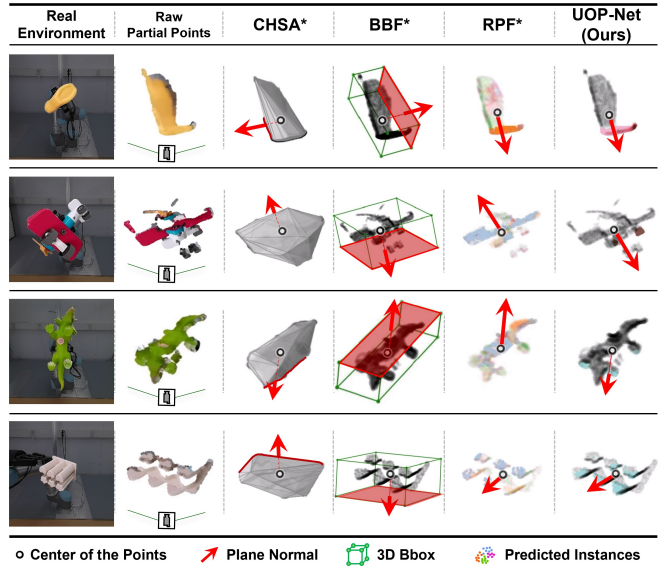 Real Environment
Raw Partial Points
CHSA*
BBF*
RPF*
UOP-Net (Ours)
Center of the Points
Plane Normal
3D Bbox
Predicted Instances